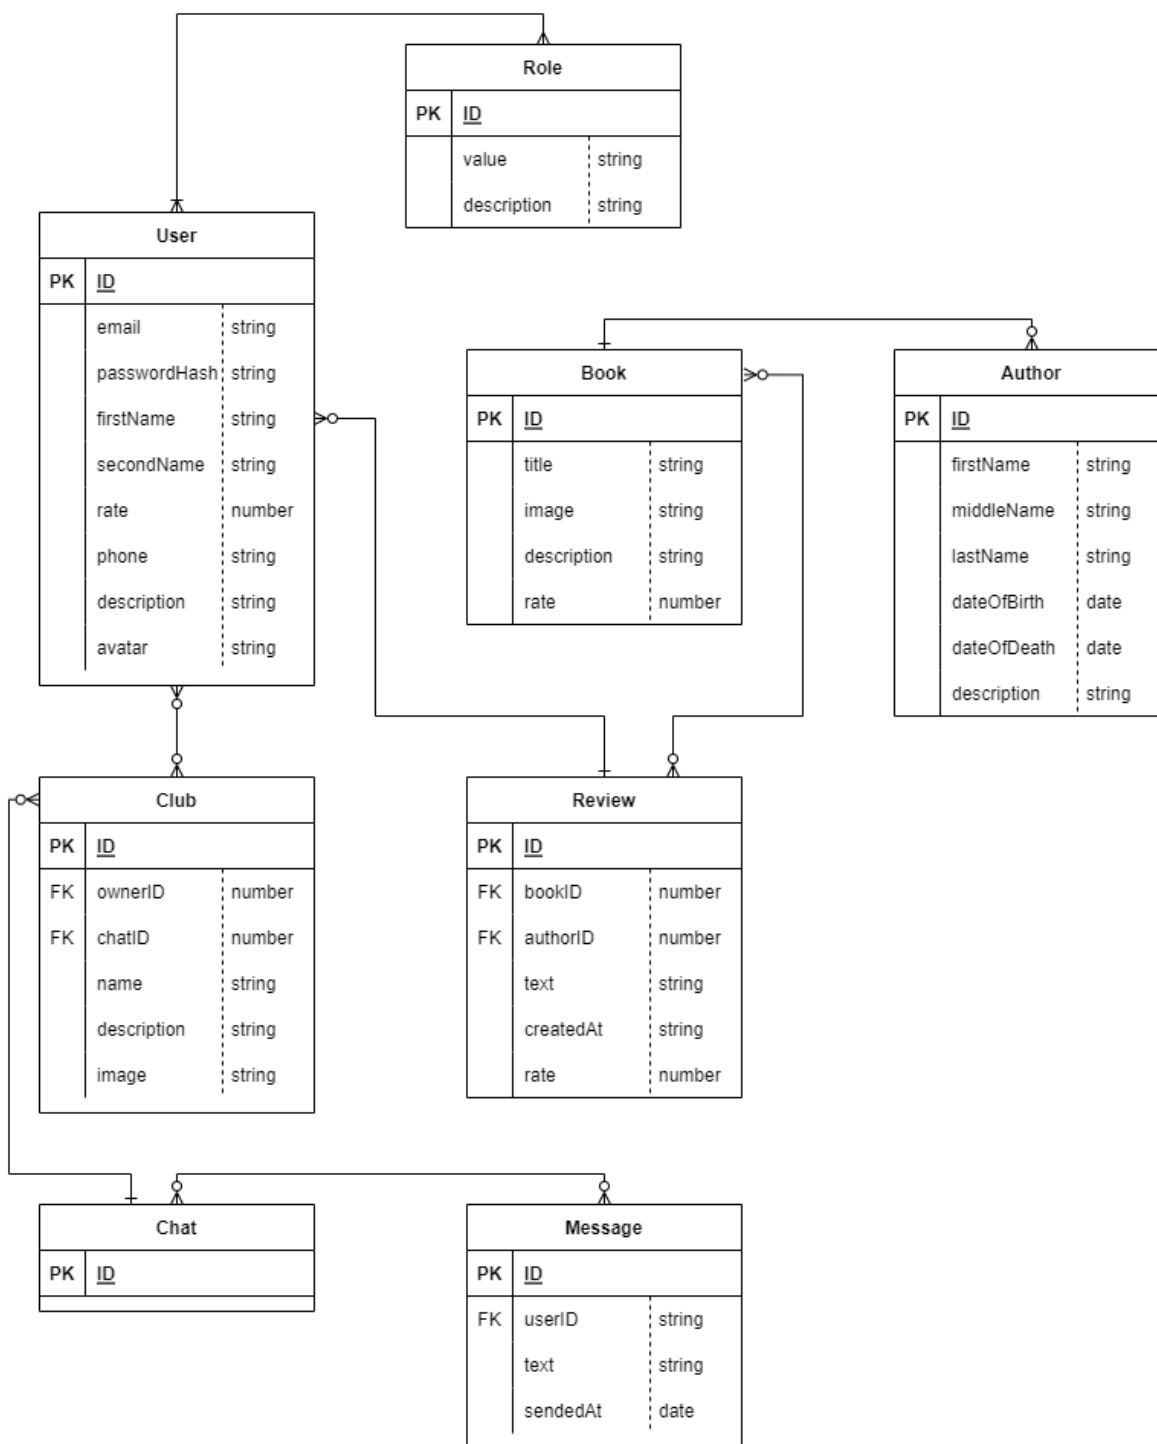 Role
PK ID
value string
description string
User
PK ID
email string
passwordHash string
firstName string
secondName string
rate number
phone string
description string
avatar string
Book
PK ID
title string
image string
description string
rate number
Author
PK ID
firstName string
middleName string
lastName string
dateOfBirth date
dateOfDeath date
description string
Club
PK ID
FK ownerID number
FK chatID number
name string
description string
image string
Review
PK ID
FK bookID number
FK authorID number
text string
createdAt string
rate number
Chat
PK ID
Message
PK ID
FK userID string
text string
sendedAt date